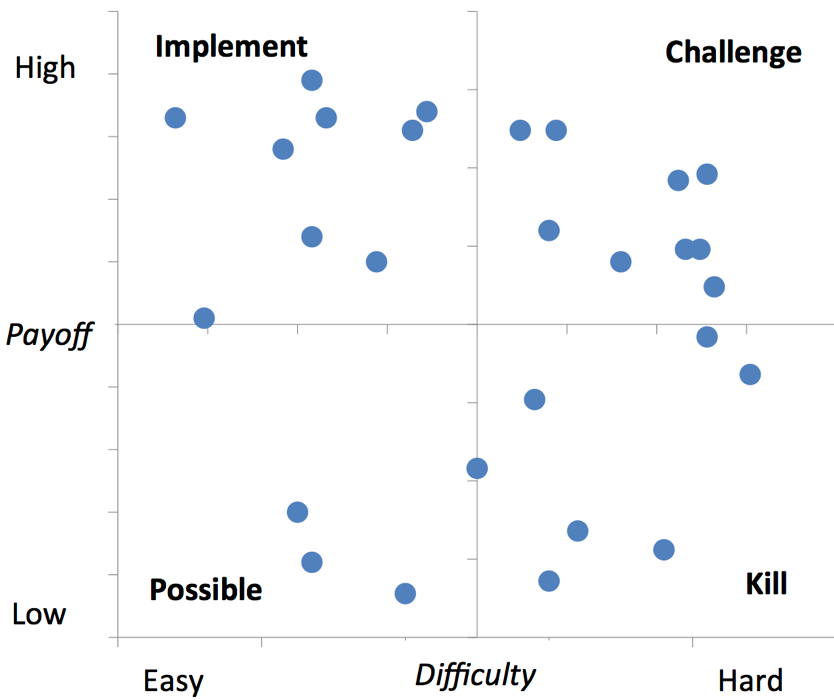 Implement
Challenge
High
Payoff
Possible
Kill
Low
Easy
Difficulty
Hard